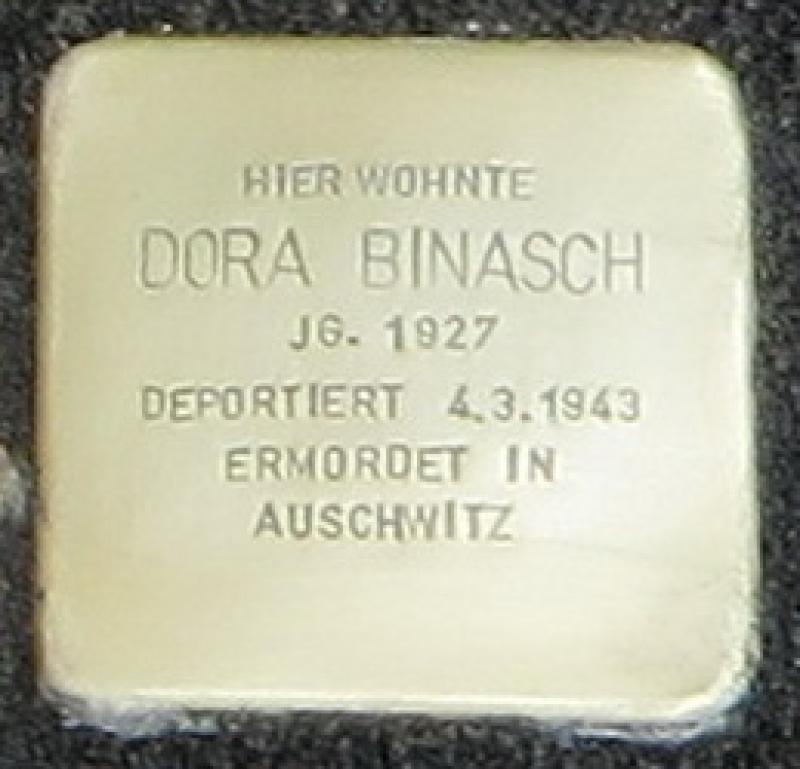 HIER WOHNTE
DORA BINASCH
JG. 1927
DEPORTIERT 4.3.1943
ERMORDET IN
AUSCHWITZ